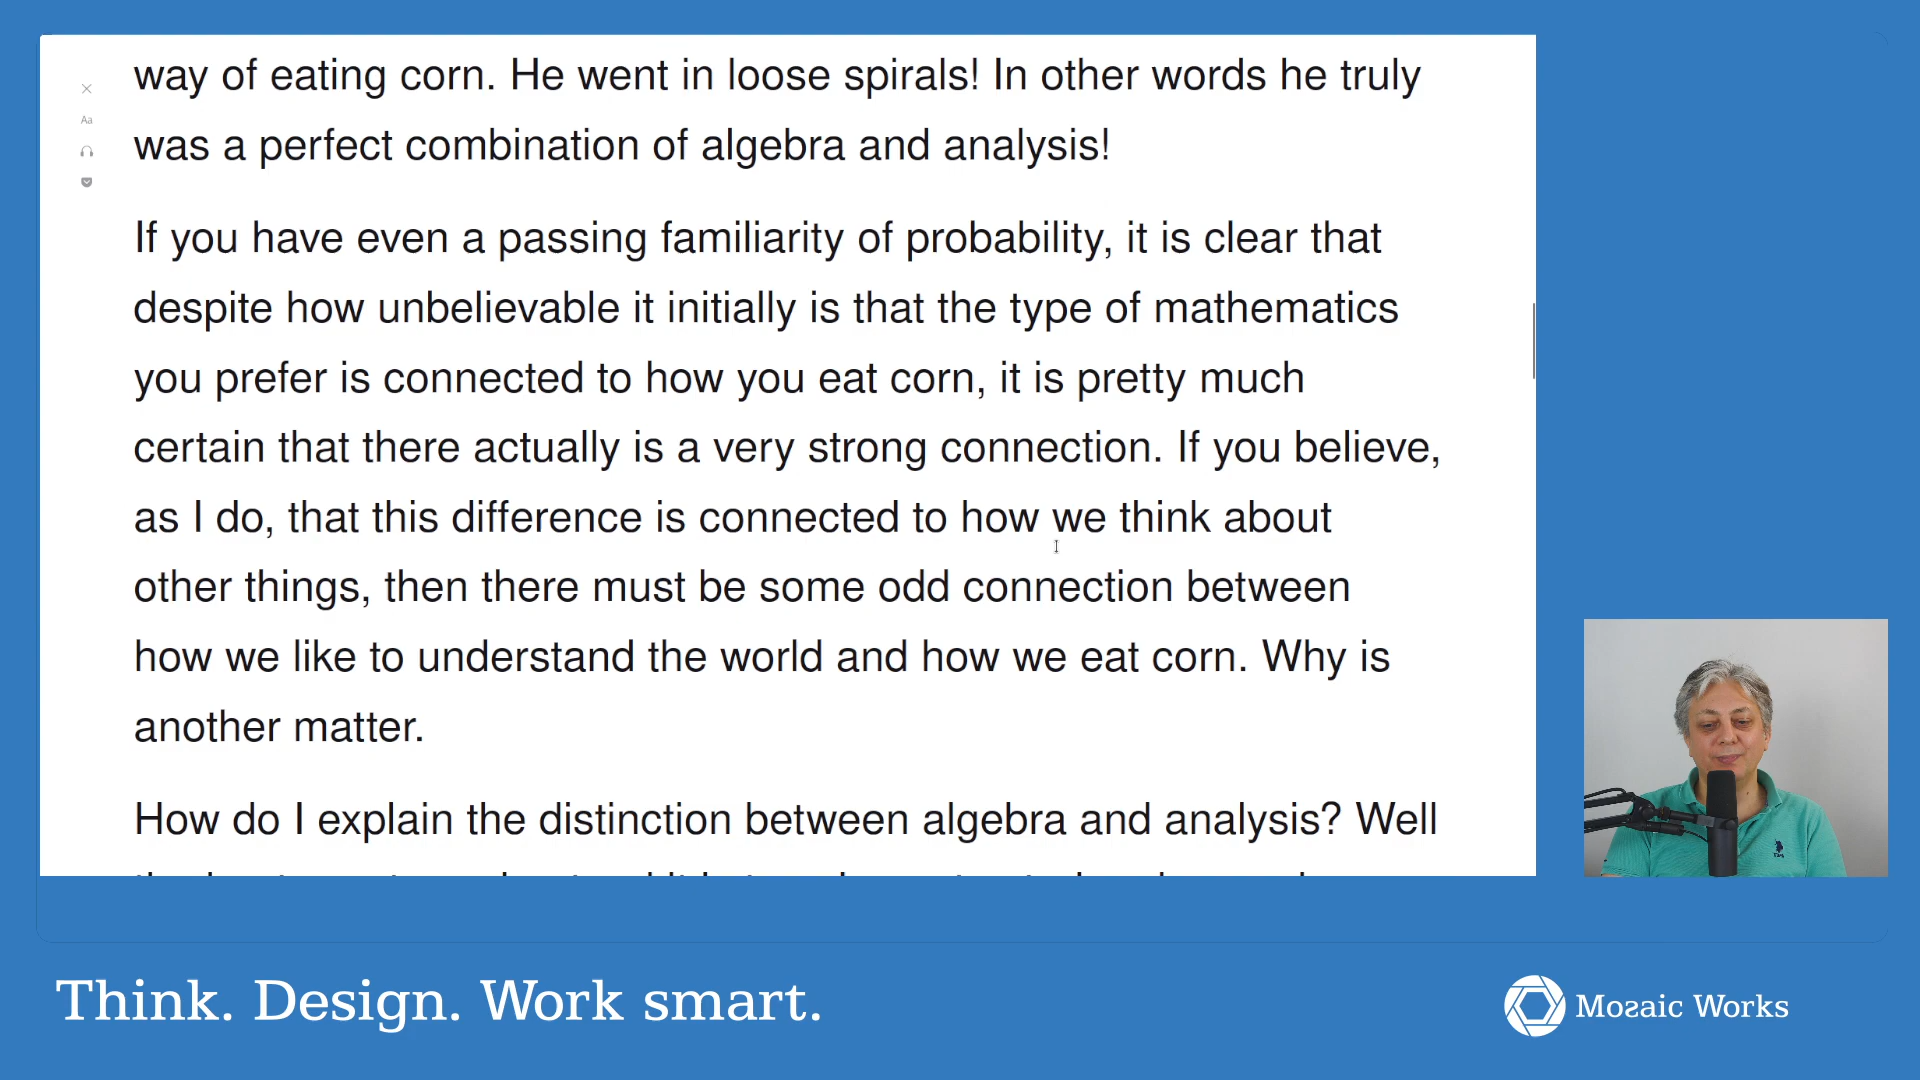 way of eating corn. He went in loose spirals! In other words he truly
was a perfect combination of algebra and analysis!
Aa
If you have even a passing familiarity of probability, it is clear that
despite how unbelievable it initially is that the type of mathematics
you prefer is connected to how you eat corn, it is pretty much
certain that there actually is a very strong connection. If you believe,
as I do, that this difference is connected to how we think about
other things, then there must be some odd connection between
how we like to understand the world and how we eat corn. Why is
another matter.
How do I explain the distinction between algebra and analysis? Well
Think. Design. Work smart.
Mozaic Works